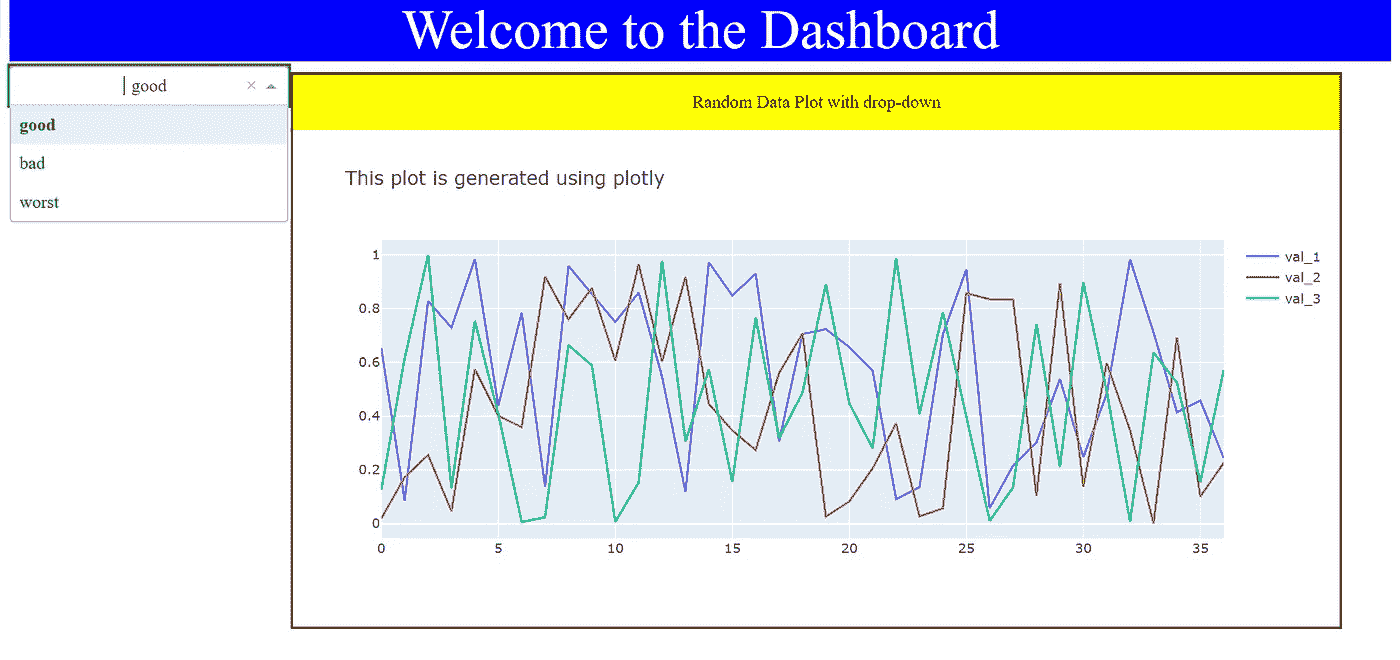 Welcome to the Dashboard
good
good
bad
worst
Random Data Plot with drop-down
This plot is generated using plotly
1
0.8
0.6
0.4
0.2
0
0 5 10 15 20 25 30 35
val_1
val_2
val_3